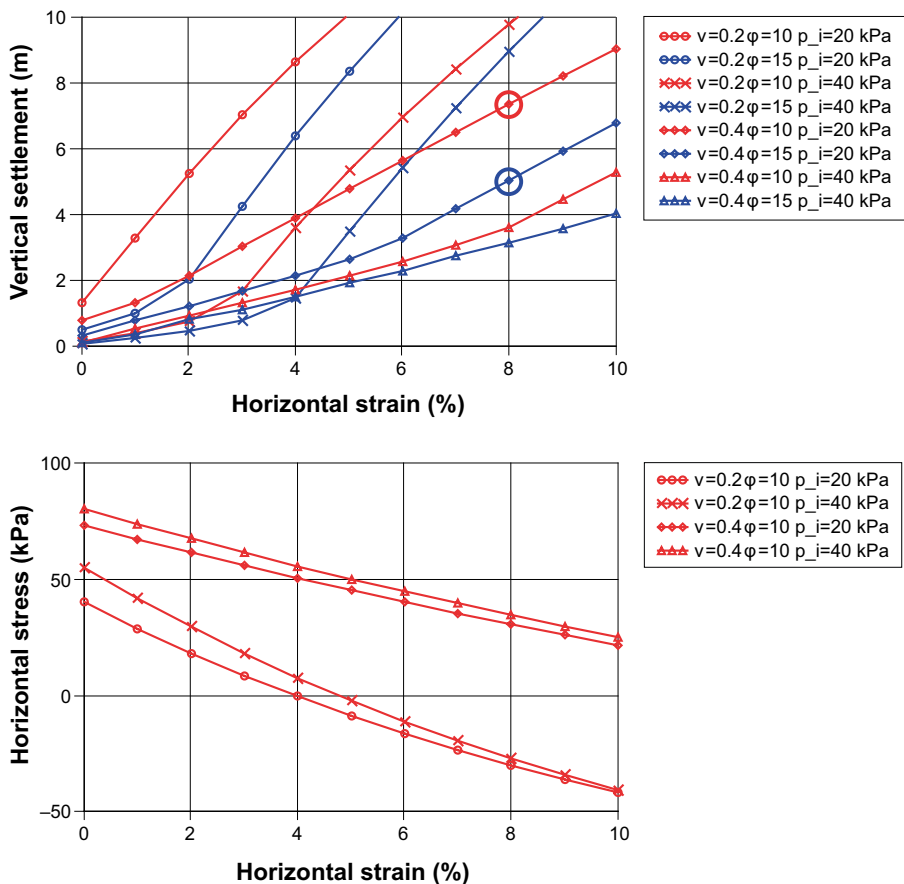 10
8
6
4
2
0
Vertical settlement (m)
0 2 4 6 8 10
Horizontal strain (%)
v=0.2φ=10 p_i=20 kPa
v=0.2φ=15 p_i=20 kPa
v=0.2φ=10 p_i=40 kPa
v=0.2φ=15 p_i=40 kPa
v=0.4φ=10 p_i=20 kPa
v=0.4φ=15 p_i=20 kPa
v=0.4φ=10 p_i=40 kPa
v=0.4φ=15 p_i=40 kPa
100
50
0
–50
Horizontal stress (kPa)
0 2 4 6 8 10
Horizontal strain (%)
v=0.2φ=10 p_i=20 kPa
v=0.2φ=10 p_i=40 kPa
v=0.4φ=10 p_i=20 kPa
v=0.4φ=10 p_i=40 kPa